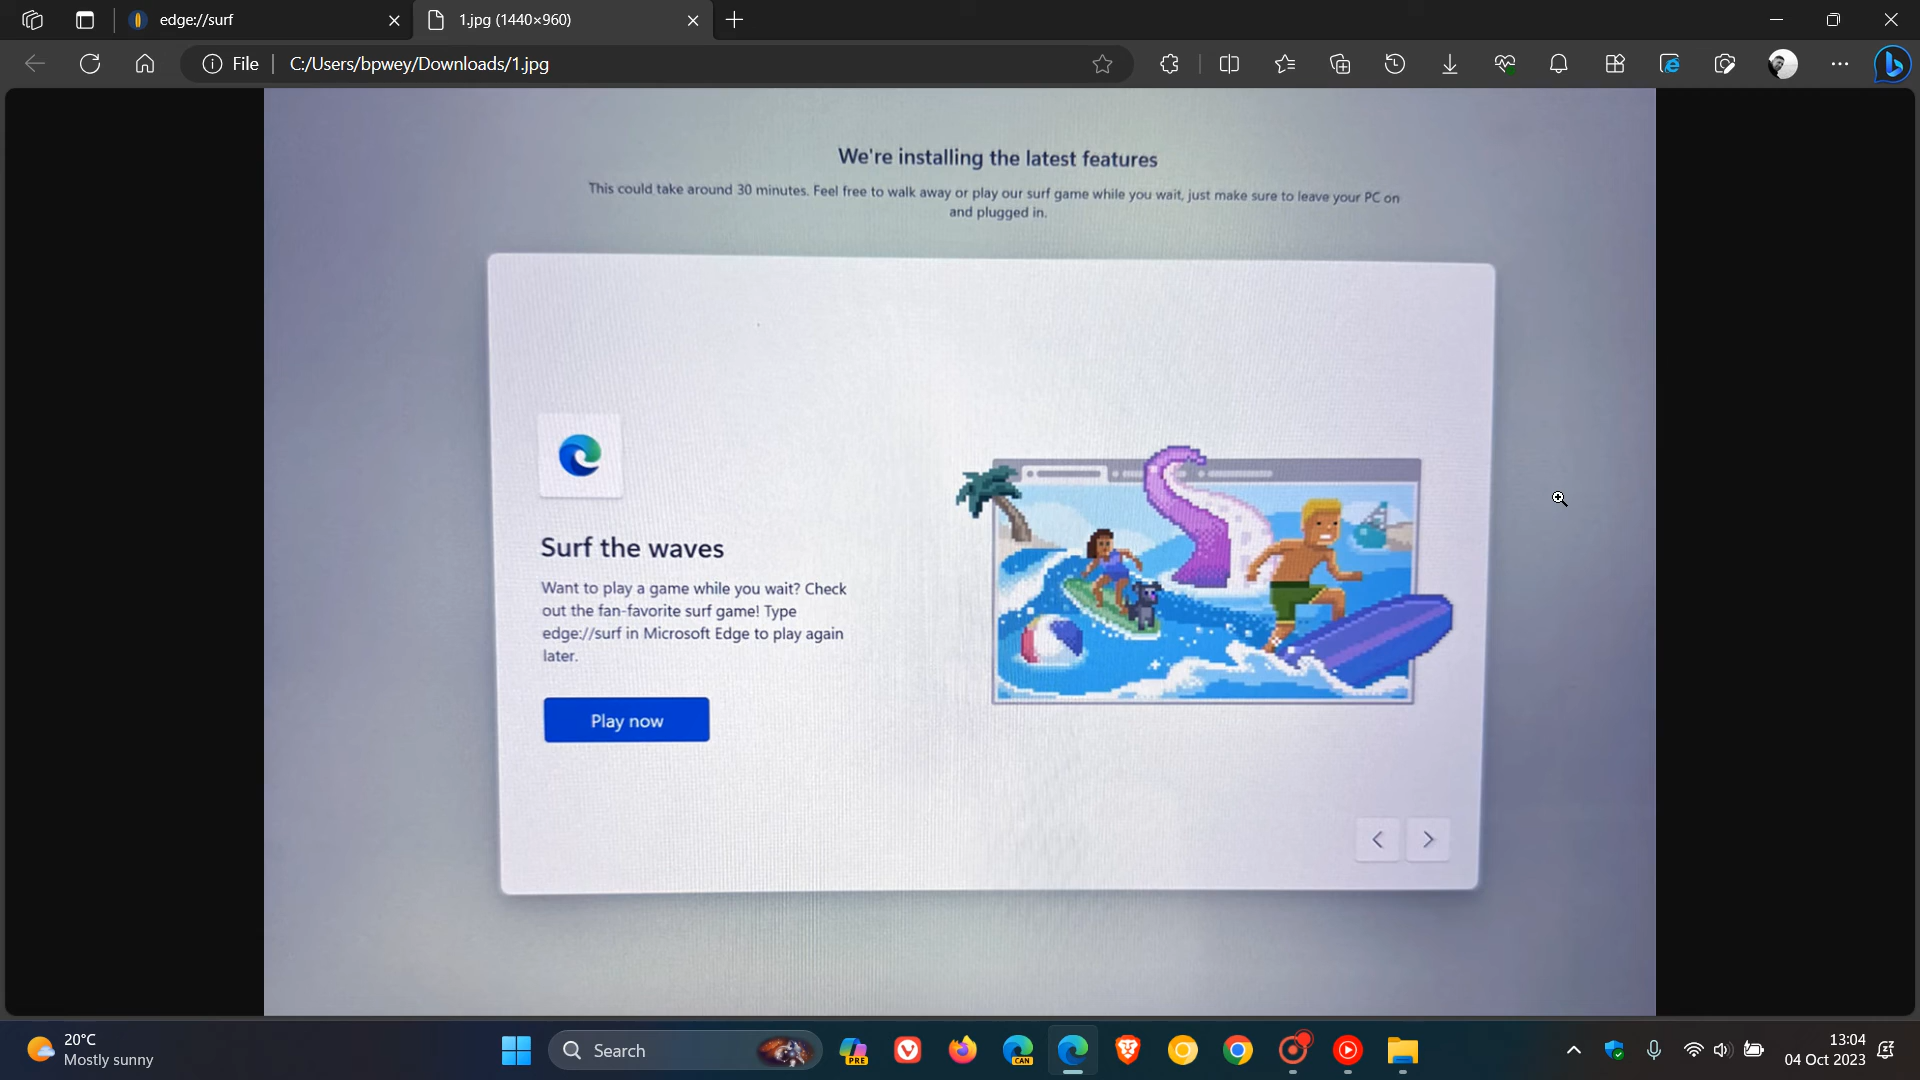 edge://surf
1.jpg (1440×960)
File
C:/Users/bpwey/Downloads/1.jpg
We're installing the latest features
This could take around 30 minutes. Feel free to walk away or play our surf game while you wait, just make sure to leave your PC on
and plugged in.
Surf the waves
Want to play a game while you wait? Check
out the fan-favorite surf game! Type
edge://surf in Microsoft Edge to play again
later.
Play now
20°C
Mostly sunny
Search
PRE
CAN
13:04
04 Oct 2023